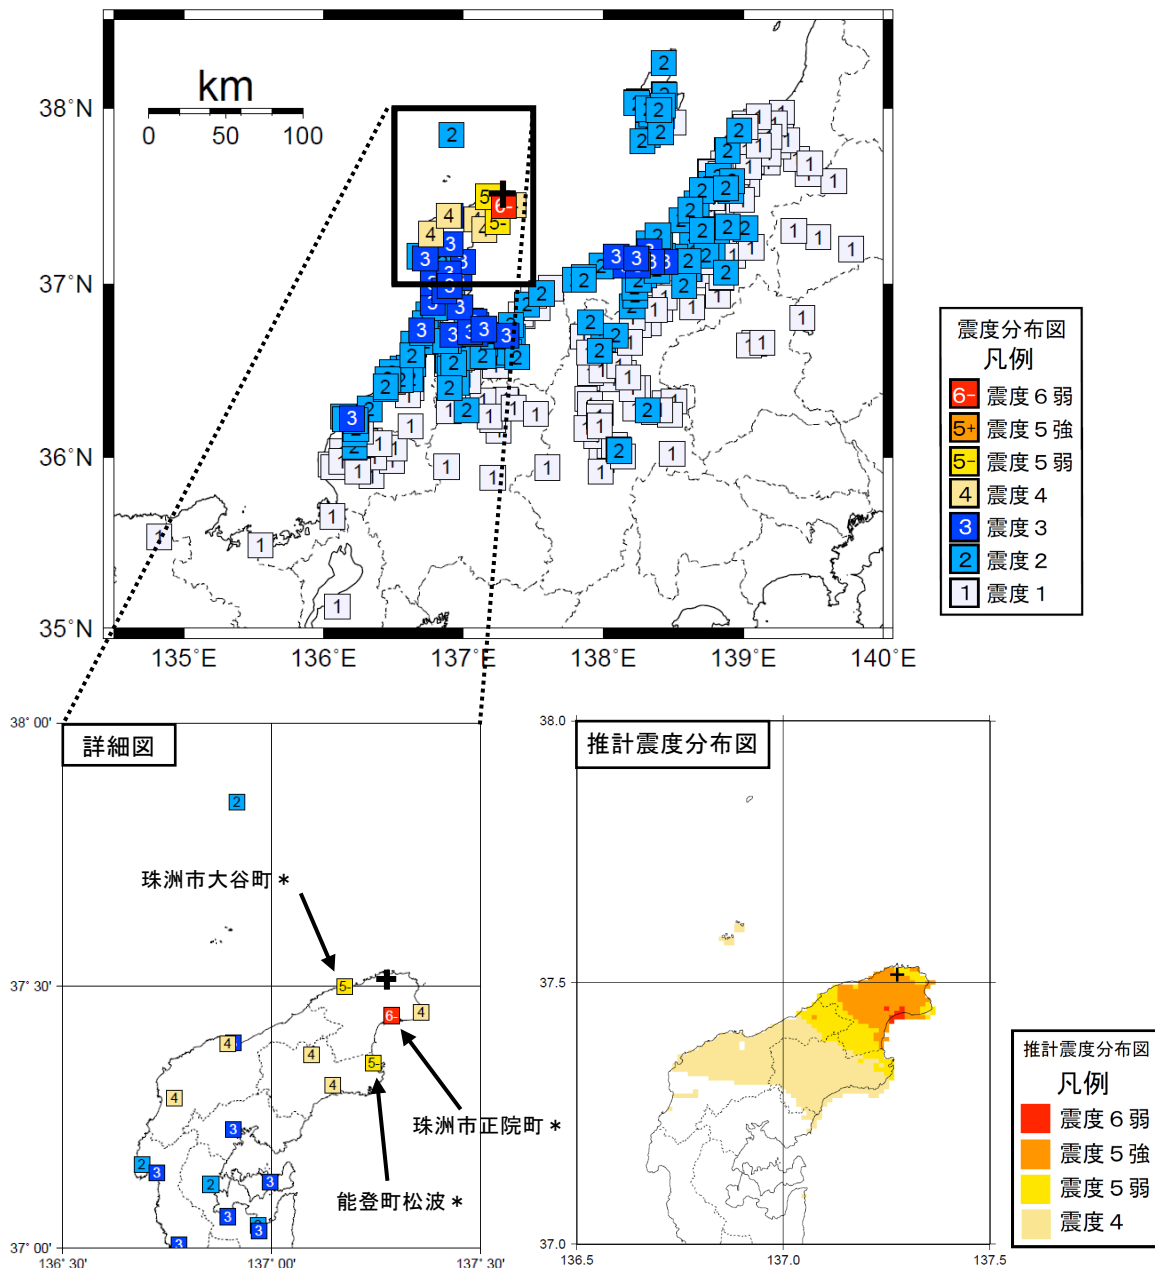 km
0 50 100
38°N
37°N
36°N
35°N
135°E 136°E 137°E 138°E 139°E 140°E
震度分布図
凡例
6- 震度６弱
5+ 震度５強
5- 震度５弱
4 震度４
3 震度３
2 震度２
1 震度１
詳細図
38° 00'
37° 30'
37° 00'
136° 30' 137° 00' 137° 30'
珠洲市大谷町＊
珠洲市正院町＊
能登町松波＊
推計震度分布図
38.0
37.5
37.0
136.5 137.0 137.5
推計震度分布図
凡例
震度６弱
震度５強
震度５弱
震度４